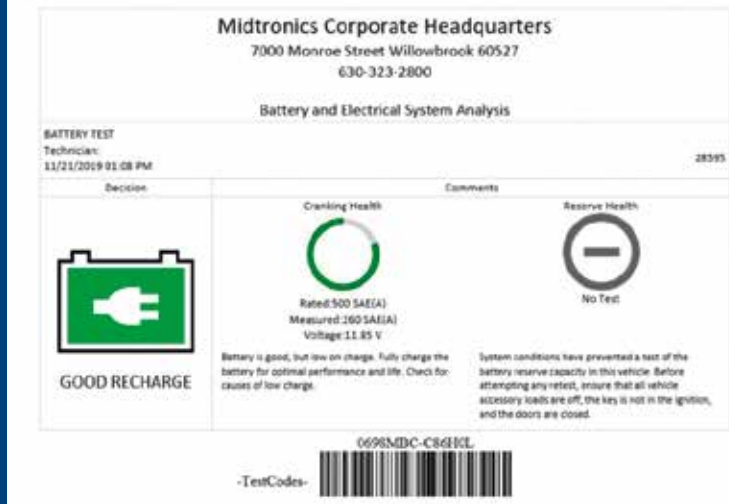 Midtronics Corporate Headquarters
7000 Monroe Street Willowbrook 60527
630-323-2800
Battery and Electrical System Analysis
BATTERY TEST
Technician:
11/21/2019 01:08 PM
28595
Decision
Comments
GOOD RECHARGE
Cranking Health
Rated:500 SAE(A)
Measured:260 SAE(A)
Voltage:11.85 V
Battery is good, but low on charge. Fully charge the
battery for optimal performance and life. Check for
causes of low charge.
Reserve Health
No Test
System conditions have prevented a test of the
battery reserve capacity in this vehicle. Before
attempting any retest, ensure that all vehicle
accessory loads are off, the key is not in the ignition,
and the doors are closed.
-TestCodes-